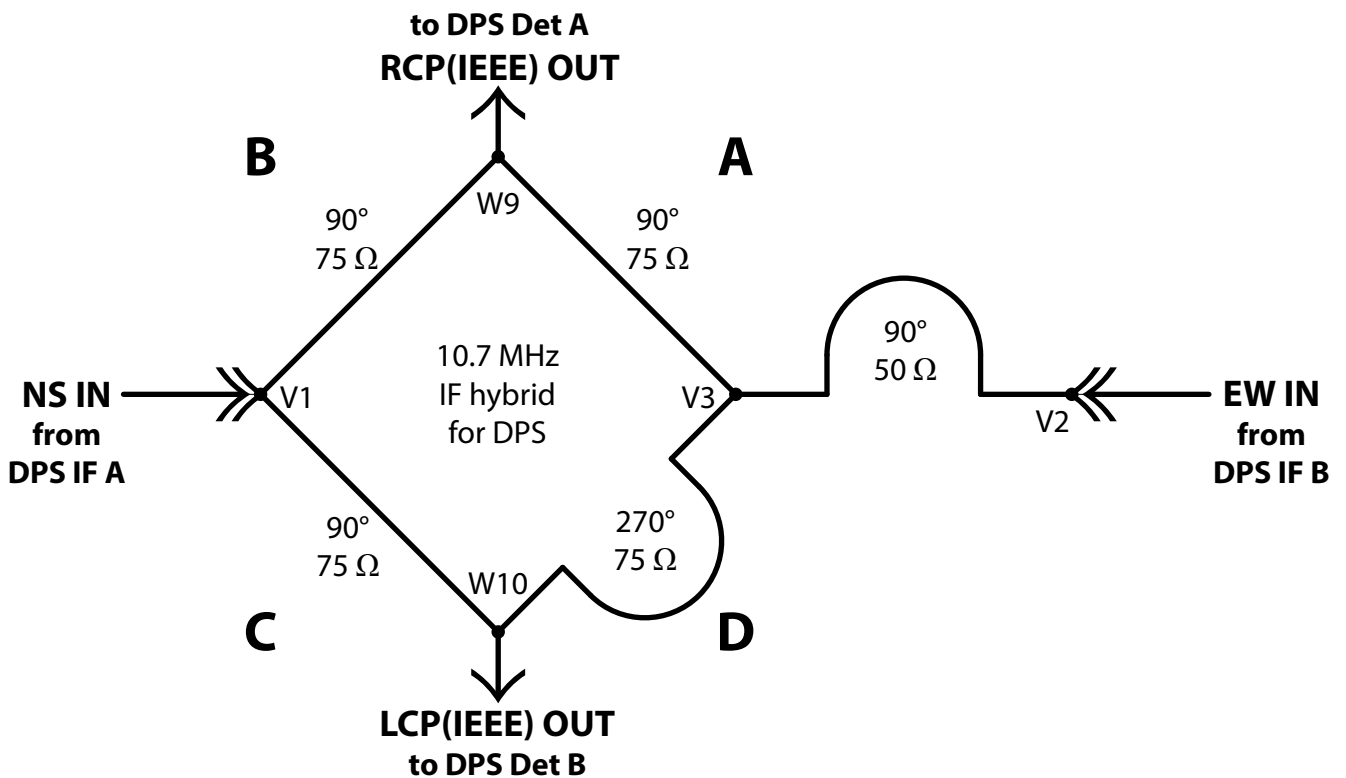 to DPS Det A
RCP(IEEE) OUT
B
A
W9
90°
75 Ω
90°
75 Ω
90°
50 Ω
10.7 MHz
IF hybrid
for DPS
NS IN
from
DPS IF A
V1
V3
V2
EW IN
from
DPS IF B
90°
75 Ω
270°
75 Ω
W10
C
D
LCP(IEEE) OUT
to DPS Det B